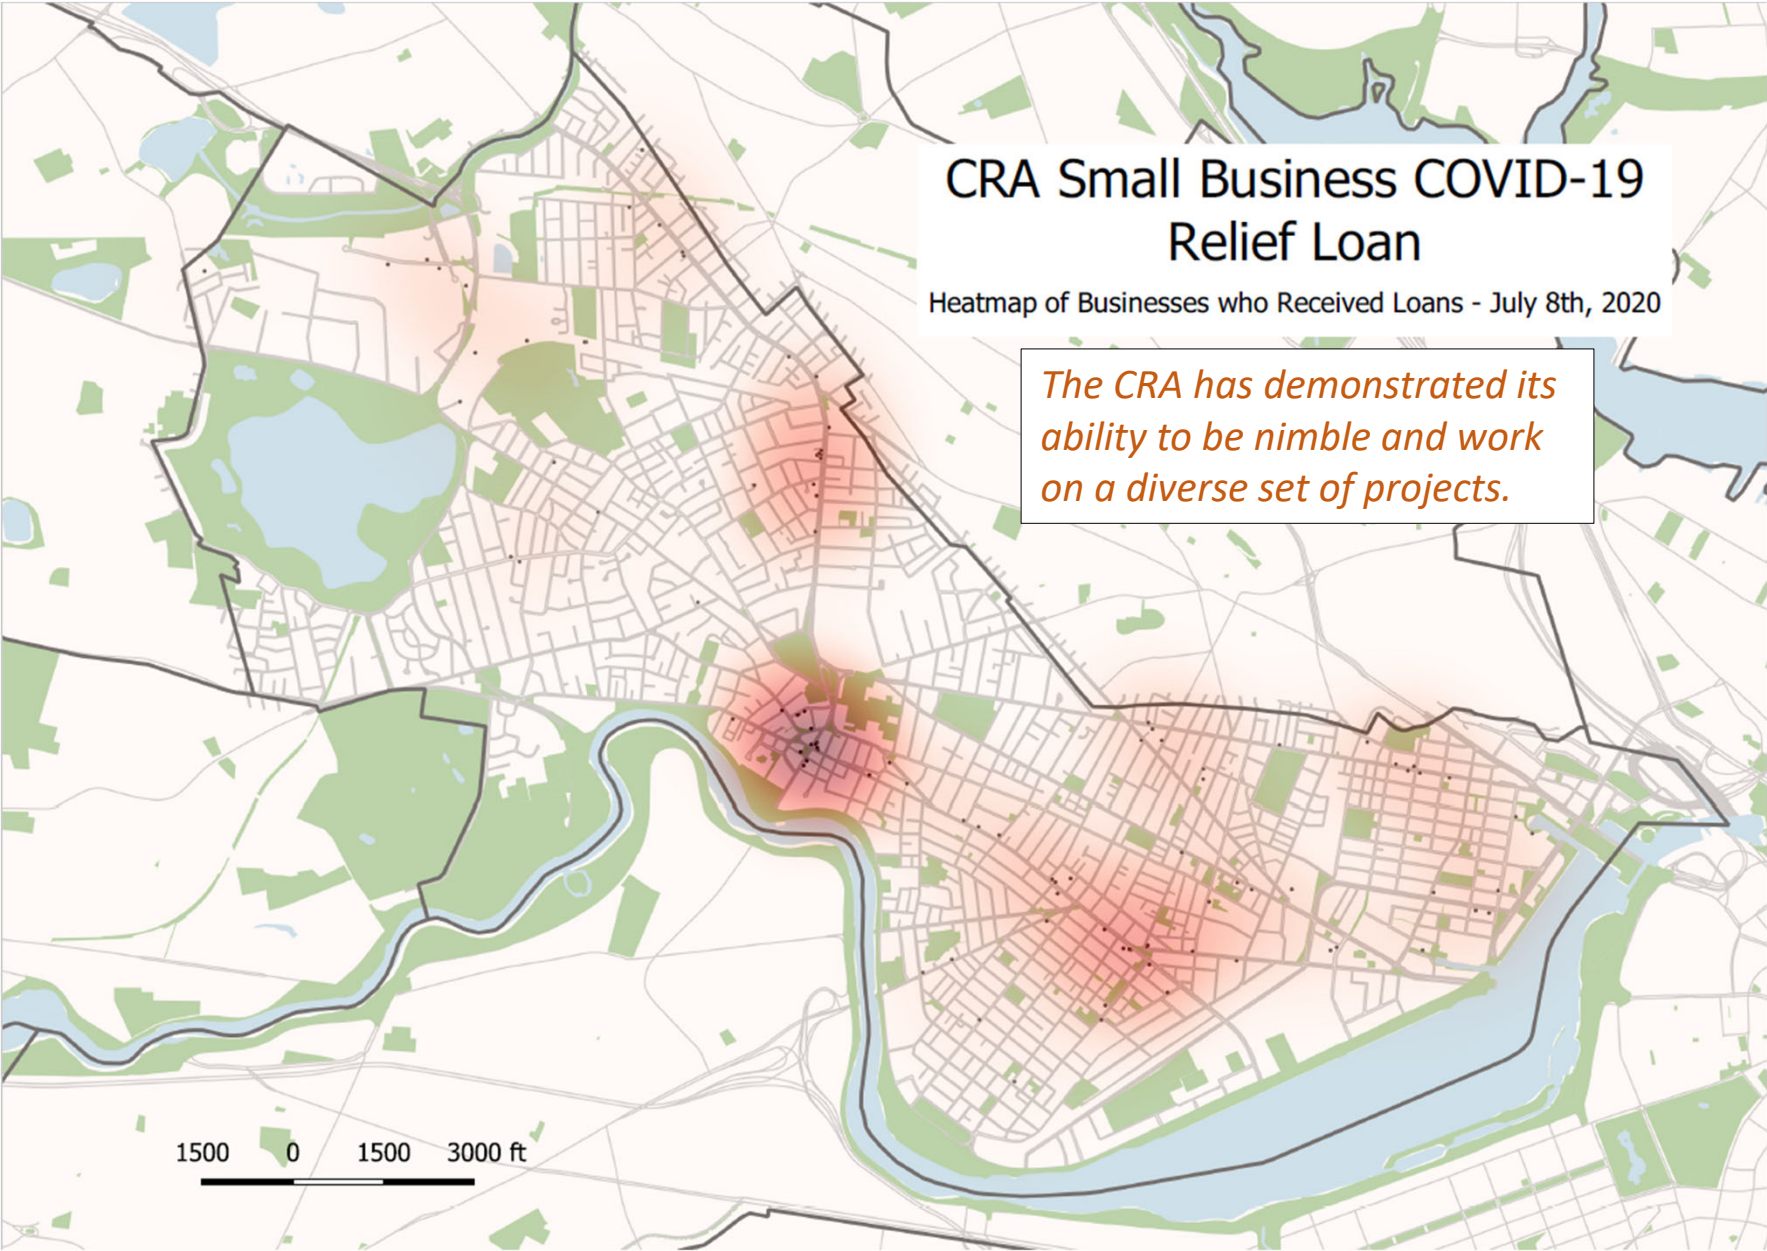 CRA Small Business COVID-19
Relief Loan
Heatmap of Businesses who Received Loans - July 8th, 2020
The CRA has demonstrated its
ability to be nimble and work
on a diverse set of projects.
1500 0 1500 3000 ft